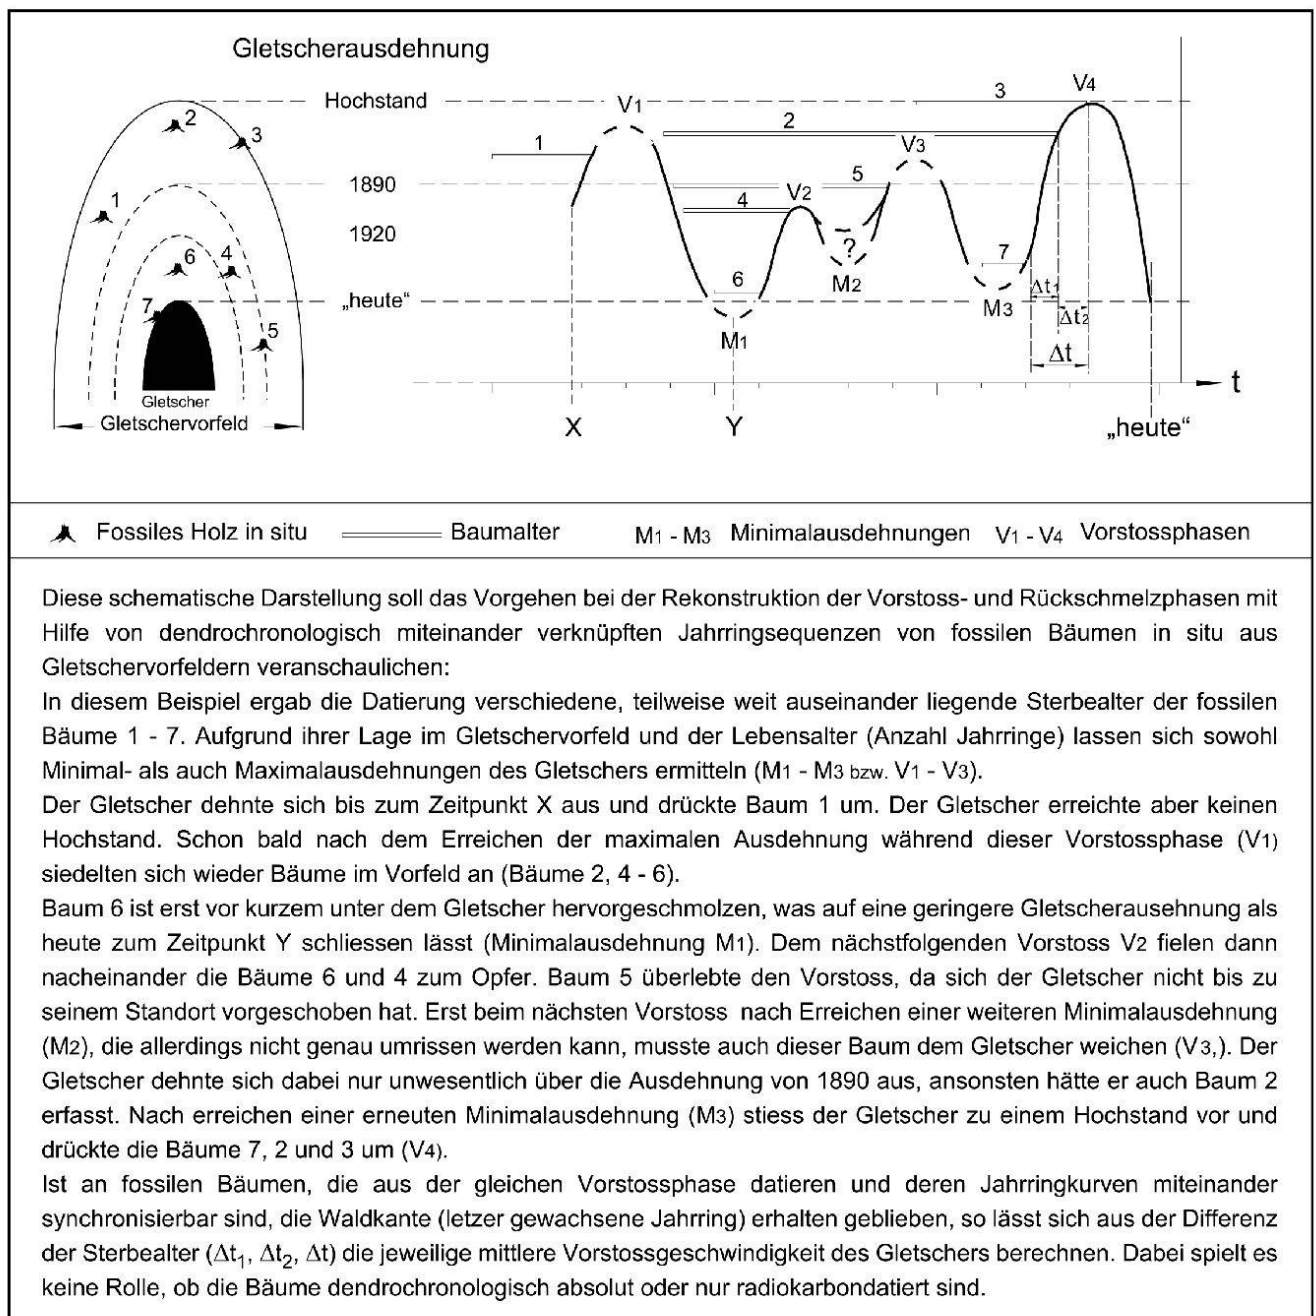 Gletscherausdehnung
Hochstand
1890
1920
„heute“
1
2
3
4
5
6
7
Gletscher
Gletschervorfeld
V1
V2
V3
V4
1
2
3
4
5
6
7
?
M1
M2
M3
Δt1
Δt2
Δt
t
X
Y
„heute“
Fossiles Holz in situ
Baumalter
M1 - M3 Minimalausdehnungen
V1 - V4 Vorstossphasen
Diese schematische Darstellung soll das Vorgehen bei der Rekonstruktion der Vorstoss- und Rückschmelzphasen mit
Hilfe von dendrochronologisch miteinander verknüpften Jahrringsequenzen von fossilen Bäumen in situ aus
Gletschervorfeldern veranschaulichen:
In diesem Beispiel ergab die Datierung verschiedene, teilweise weit auseinander liegende Sterbealter der fossilen
Bäume 1 - 7. Aufgrund ihrer Lage im Gletschervorfeld und der Lebensalter (Anzahl Jahrringe) lassen sich sowohl
Minimal- als auch Maximalausdehnungen des Gletschers ermitteln (M1 - M3 bzw. V1 - V3).
Der Gletscher dehnte sich bis zum Zeitpunkt X aus und drückte Baum 1 um. Der Gletscher erreichte aber keinen
Hochstand. Schon bald nach dem Erreichen der maximalen Ausdehnung während dieser Vorstossphase (V1)
siedelten sich wieder Bäume im Vorfeld an (Bäume 2, 4 - 6).
Baum 6 ist erst vor kurzem unter dem Gletscher hervorgeschmolzen, was auf eine geringere Gletscherausehnung als
heute zum Zeitpunkt Y schliessen lässt (Minimalausdehnung M1). Dem nächstfolgenden Vorstoss V2 fielen dann
nacheinander die Bäume 6 und 4 zum Opfer. Baum 5 überlebte den Vorstoss, da sich der Gletscher nicht bis zu
seinem Standort vorgeschoben hat. Erst beim nächsten Vorstoss nach Erreichen einer weiteren Minimalausdehnung
(M2), die allerdings nicht genau umrissen werden kann, musste auch dieser Baum dem Gletscher weichen (V3,). Der
Gletscher dehnte sich dabei nur unwesentlich über die Ausdehnung von 1890 aus, ansonsten hätte er auch Baum 2
erfasst. Nach erreichen einer erneuten Minimalausdehnung (M3) stiess der Gletscher zu einem Hochstand vor und
drückte die Bäume 7, 2 und 3 um (V4).
Ist an fossilen Bäumen, die aus der gleichen Vorstossphase datieren und deren Jahrringkurven miteinander
synchronisierbar sind, die Waldkante (letzer gewachsene Jahrring) erhalten geblieben, so lässt sich aus der Differenz
der Sterbealter (Δt1, Δt2, Δt) die jeweilige mittlere Vorstossgeschwindigkeit des Gletschers berechnen. Dabei spielt es
keine Rolle, ob die Bäume dendrochronologisch absolut oder nur radiokarbondatiert sind.